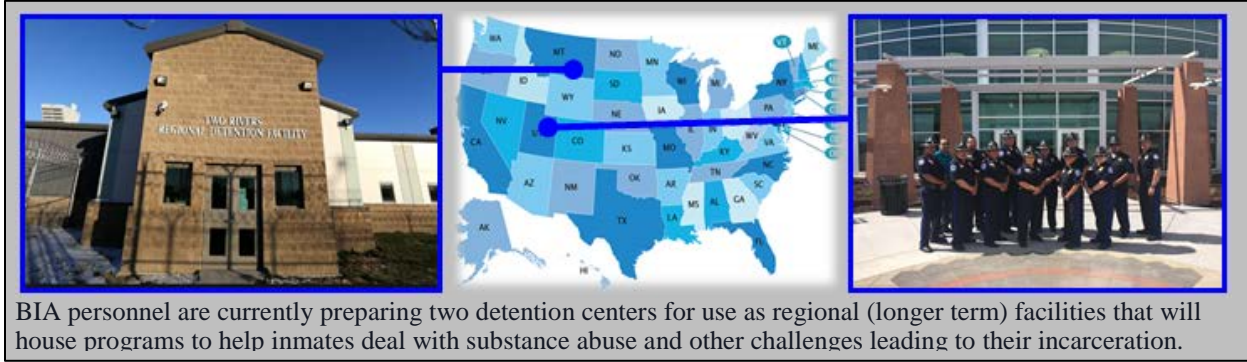 TWO RIVERS
REGIONAL DETENTION FACILITY
WA
MT
ND
MN
VT
ME
ID
SD
WI
MI
NY
WY
IA
PA
NV
NE
IL
IN
WV
VA
CA
CO
KS
MO
KY
NC
TN
AZ
NM
OK
AR
SC
MS
AL
GA
TX
LA
FL
AK
HI
BIA personnel are currently preparing two detention centers for use as regional (longer term) facilities that will
house programs to help inmates deal with substance abuse and other challenges leading to their incarceration.